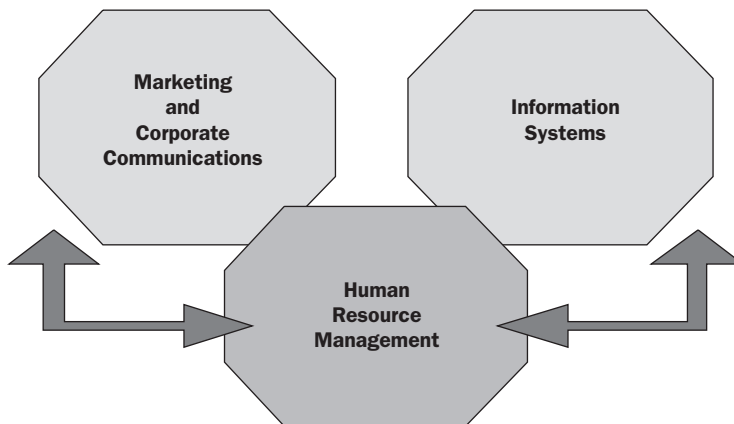 Marketing
and
Corporate
Communications
Information
Systems
Human
Resource
Management